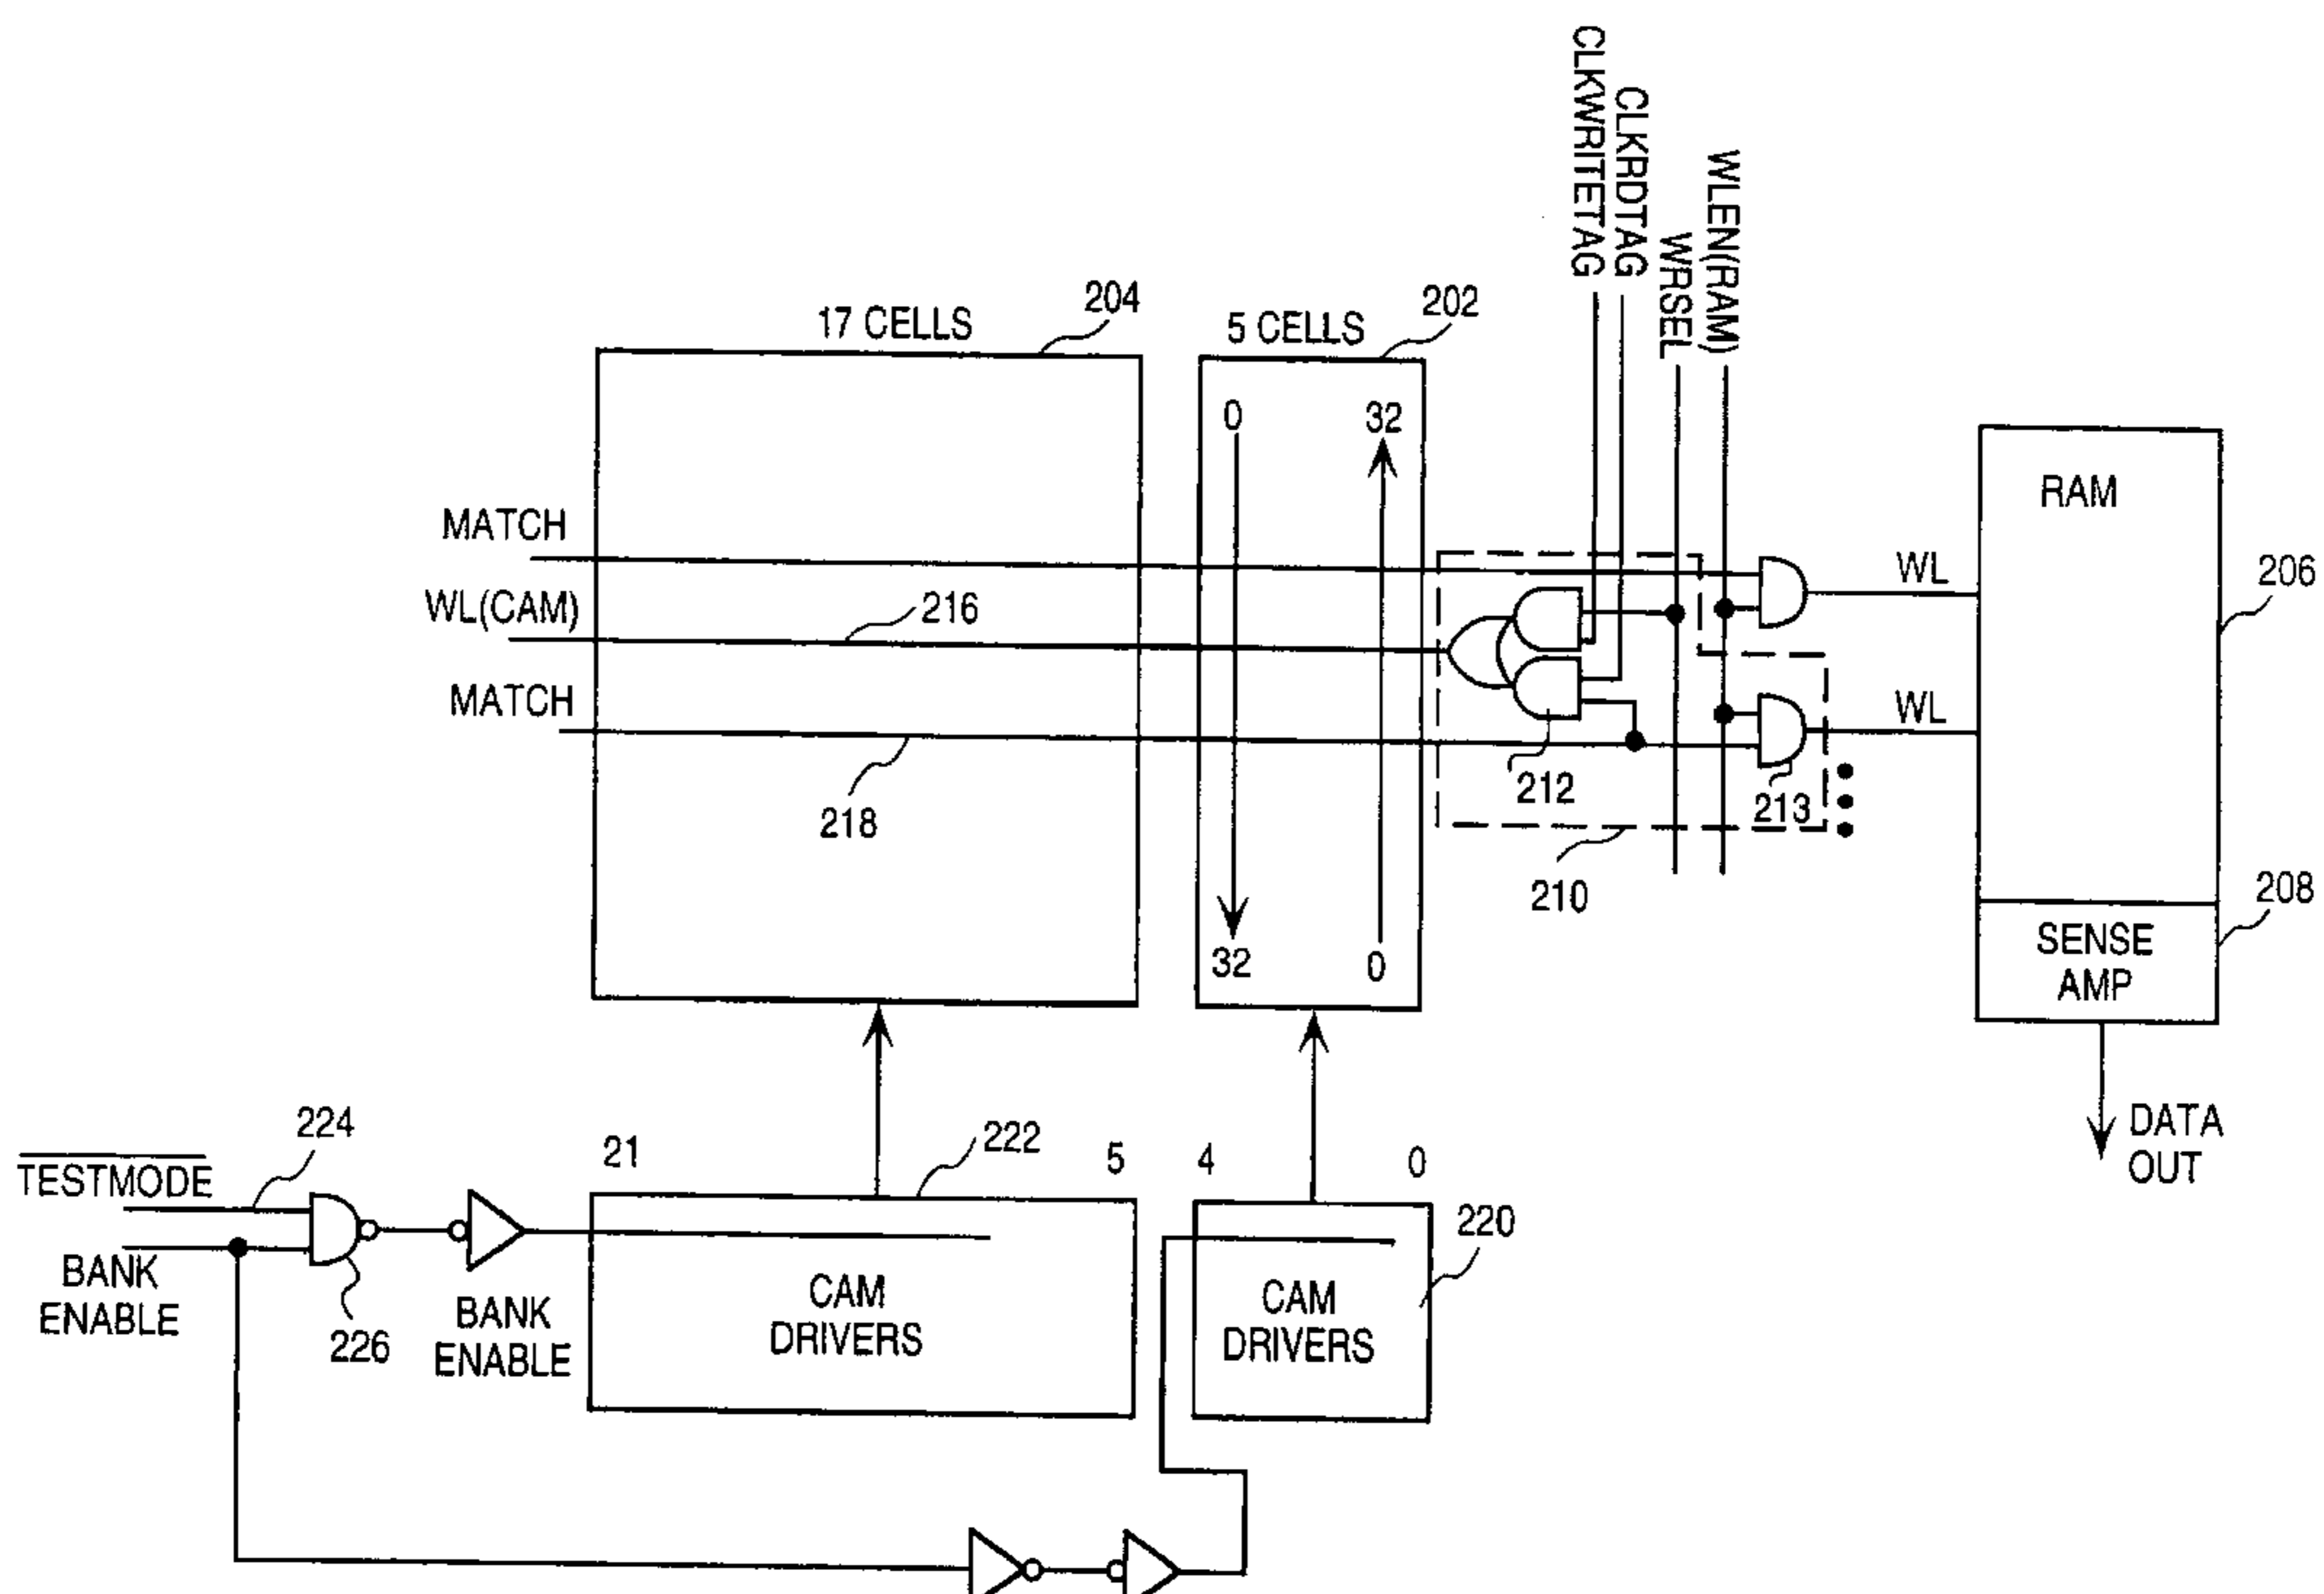 CLKWRITETAG
CLKRDTAG
WRSEL
WLEN(RAM)
17 CELLS
204
5 CELLS
202
0
32
RAM
MATCH
WL
206
WL(CAM)
216
MATCH
WL
218
212
213
210
208
32
0
SENSE
AMP
DATA
OUT
224
21
222
5
4
0
TESTMODE
220
BANK
ENABLE
226
BANK
ENABLE
CAM
DRIVERS
CAM
DRIVERS